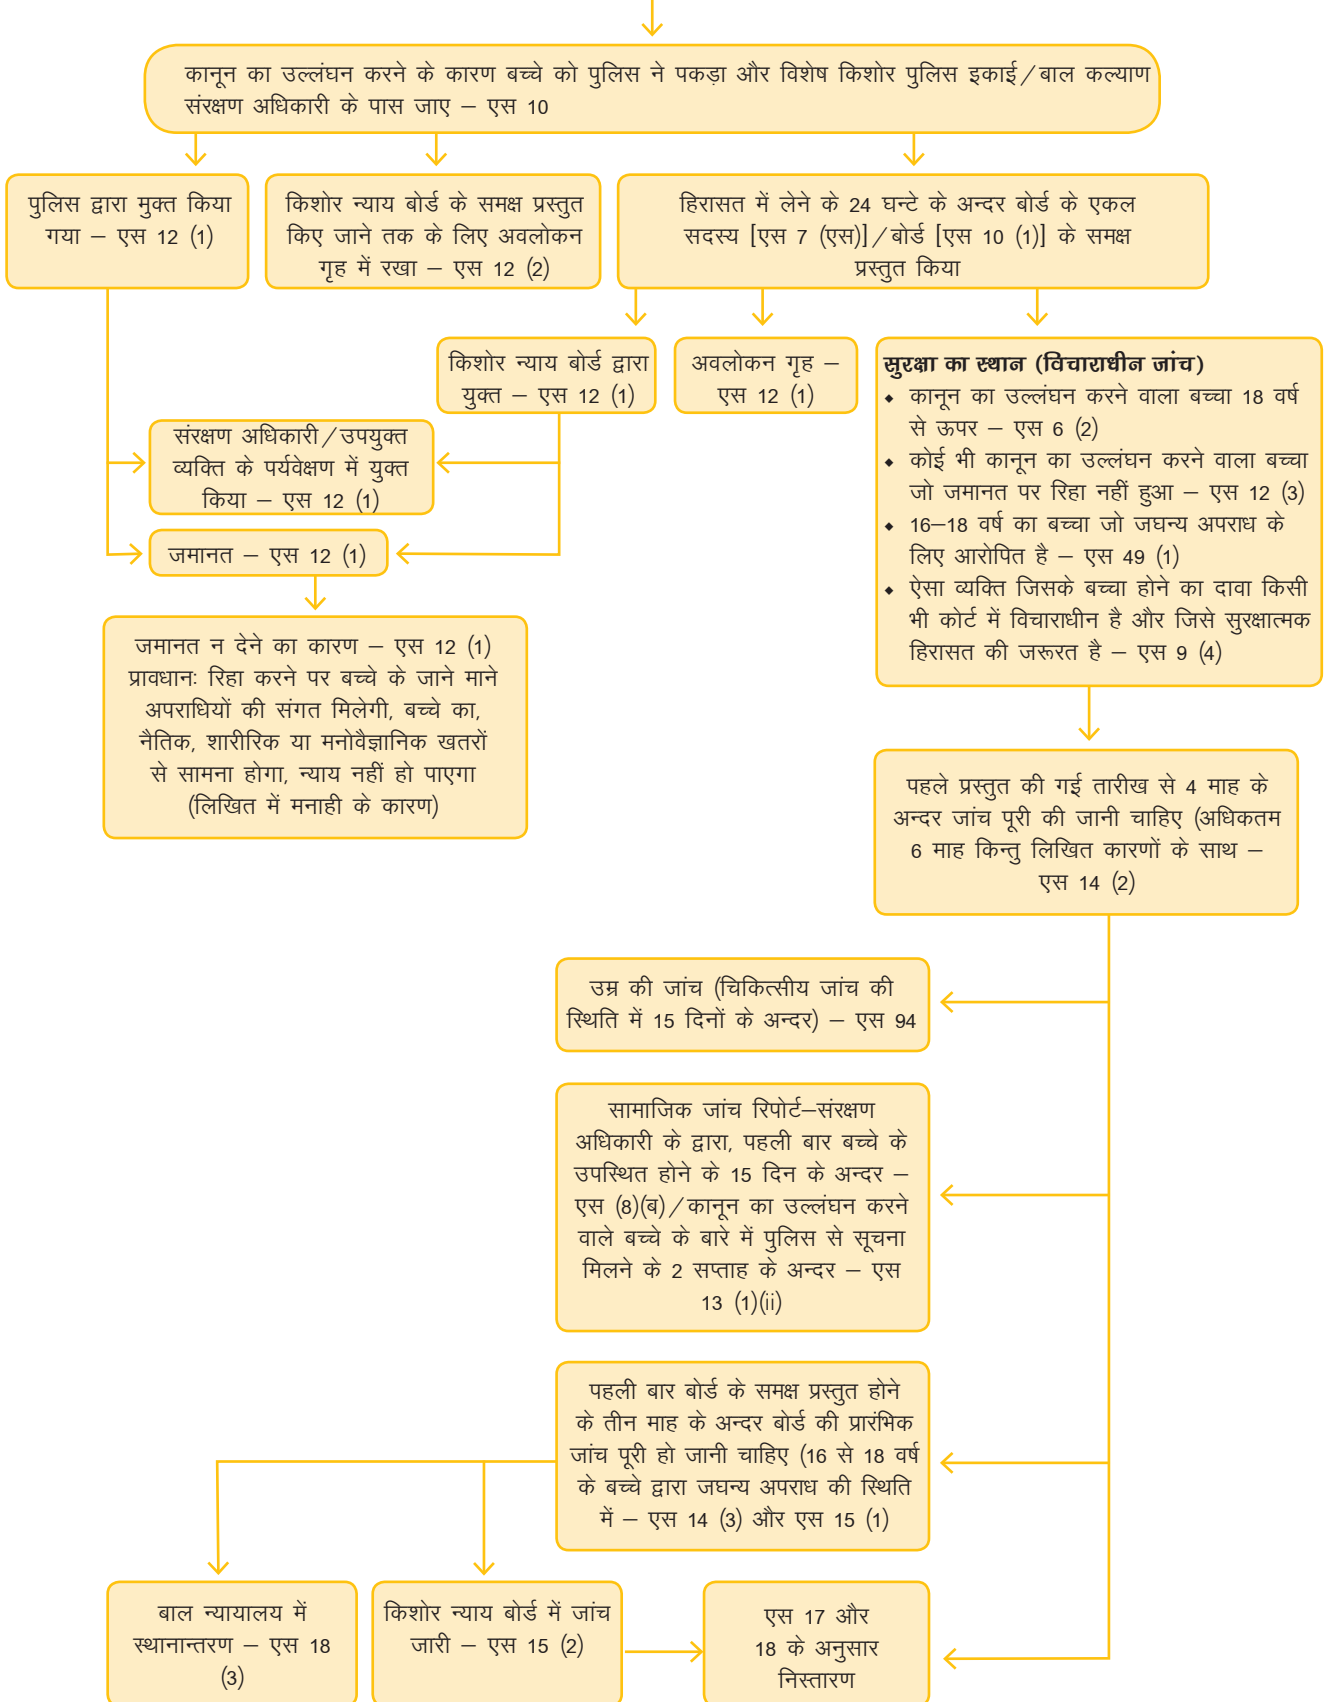 कानून का उल्लंघन करने के कारण बच्चे को पुलिस ने पकड़ा और विशेष किशोर पुलिस इकाई/बाल कल्याण
संरक्षण अधिकारी के पास जाए – एस 10
पुलिस द्वारा मुक्त किया
गया – एस 12 (1)
किशोर न्याय बोर्ड के समक्ष प्रस्तुत
किए जाने तक के लिए अवलोकन
गृह में रखा – एस 12 (2)
हिरासत में लेने के 24 घन्टे के अन्दर बोर्ड के एकल
सदस्य [एस 7 (एस)]/बोर्ड [एस 10 (1)] के समक्ष
प्रस्तुत किया
किशोर न्याय बोर्ड द्वारा
युक्त – एस 12 (1)
अवलोकन गृह –
एस 12 (1)
सुरक्षा का स्थान (विचाराधीन जांच)
◆ कानून का उल्लंघन करने वाला बच्चा 18 वर्ष
से ऊपर – एस 6 (2)
◆ कोई भी कानून का उल्लंघन करने वाला बच्चा
जो जमानत पर रिहा नहीं हुआ – एस 12 (3)
◆ 16–18 वर्ष का बच्चा जो जघन्य अपराध के
लिए आरोपित है – एस 49 (1)
◆ ऐसा व्यक्ति जिसके बच्चा होने का दावा किसी
भी कोर्ट में विचाराधीन है और जिसे सुरक्षात्मक
हिरासत की जरूरत है – एस 9 (4)
संरक्षण अधिकारी/उपयुक्त
व्यक्ति के पर्यवेक्षण में युक्त
किया – एस 12 (1)
जमानत – एस 12 (1)
जमानत न देने का कारण – एस 12 (1)
प्रावधानः रिहा करने पर बच्चे के जाने माने
अपराधियों की संगत मिलेगी, बच्चे का,
नैतिक, शारीरिक या मनोवैज्ञानिक खतरों
से सामना होगा, न्याय नहीं हो पाएगा
(लिखित में मनाही के कारण)
पहले प्रस्तुत की गई तारीख से 4 माह के
अन्दर जांच पूरी की जानी चाहिए (अधिकतम
6 माह किन्तु लिखित कारणों के साथ –
एस 14 (2)
उम्र की जांच (चिकित्सीय जांच की
स्थिति में 15 दिनों के अन्दर) – एस 94
सामाजिक जांच रिपोर्ट–संरक्षण
अधिकारी के द्वारा, पहली बार बच्चे के
उपस्थित होने के 15 दिन के अन्दर –
एस (8)(ब)/कानून का उल्लंघन करने
वाले बच्चे के बारे में पुलिस से सूचना
मिलने के 2 सप्ताह के अन्दर – एस
13 (1)(ii)
पहली बार बोर्ड के समक्ष प्रस्तुत होने
के तीन माह के अन्दर बोर्ड की प्रारंभिक
जांच पूरी हो जानी चाहिए (16 से 18 वर्ष
के बच्चे द्वारा जघन्य अपराध की स्थिति
में – एस 14 (3) और एस 15 (1)
बाल न्यायालय में
स्थानान्तरण – एस 18
(3)
किशोर न्याय बोर्ड में जांच
जारी – एस 15 (2)
एस 17 और
18 के अनुसार
निस्तारण